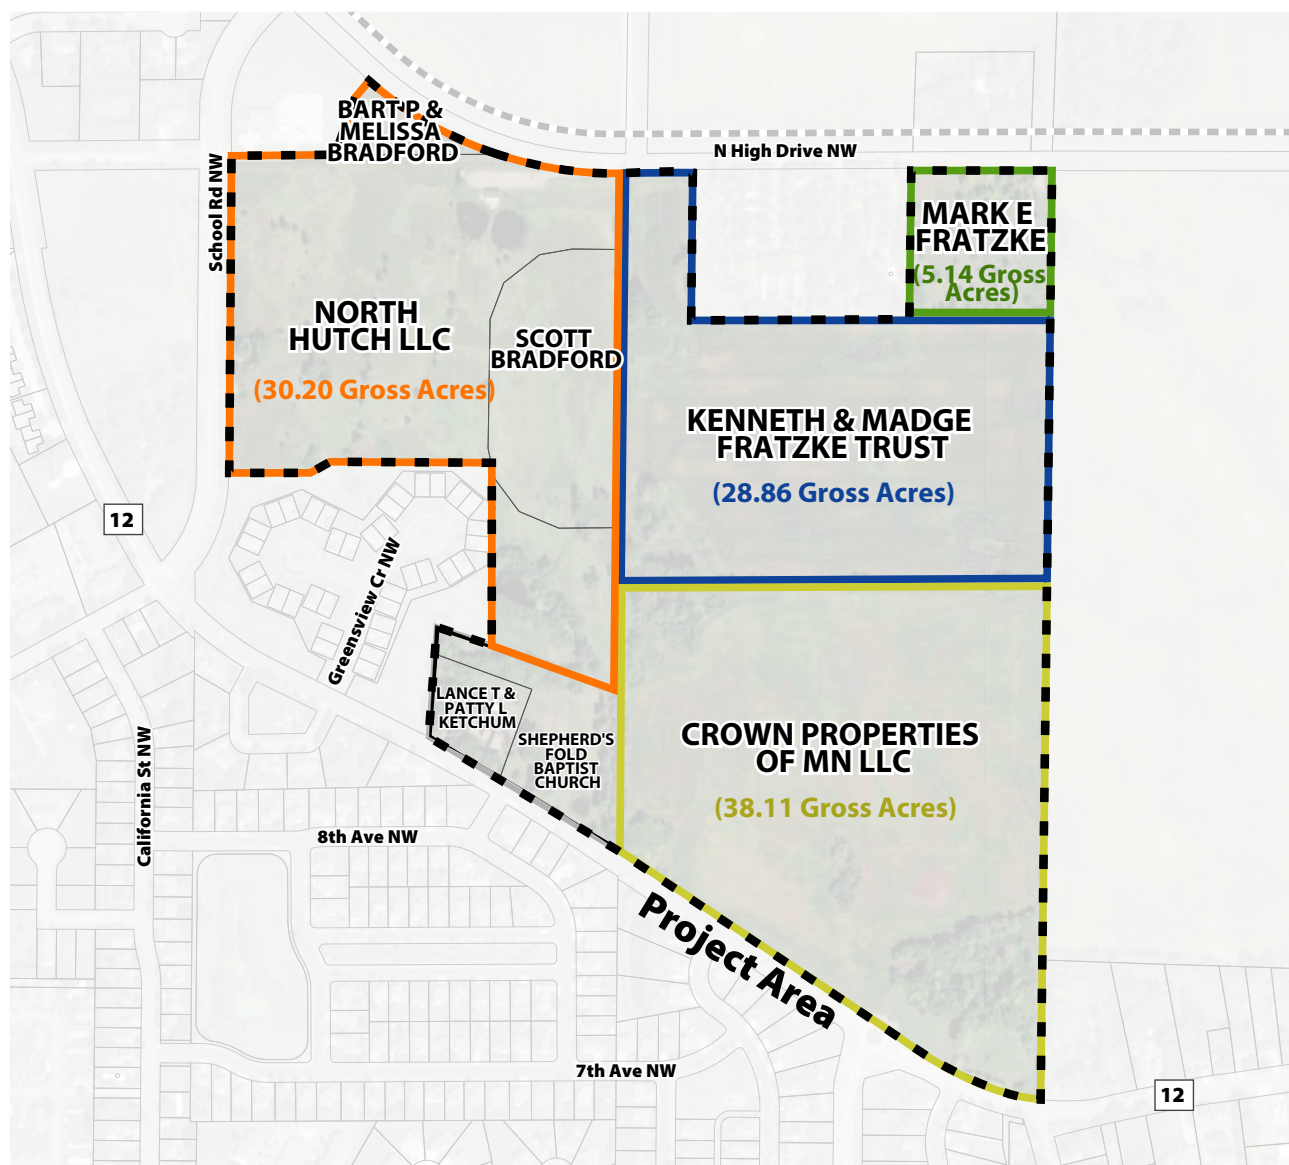 BART P &
MELISSA
BRADFORD
N High Drive NW
School Rd NW
MARK E
FRATZKE
(5.14 Gross
Acres)
NORTH
HUTCH LLC
(30.20 Gross Acres)
SCOTT
BRADFORD
KENNETH & MADGE
FRATZKE TRUST
(28.86 Gross Acres)
12
Greensview Cr NW
LANCE T &
PATTY L
KETCHUM
SHEPHERD'S
FOLD
BAPTIST
CHURCH
CROWN PROPERTIES
OF MN LLC
(38.11 Gross Acres)
California St NW
8th Ave NW
Project Area
7th Ave NW
12